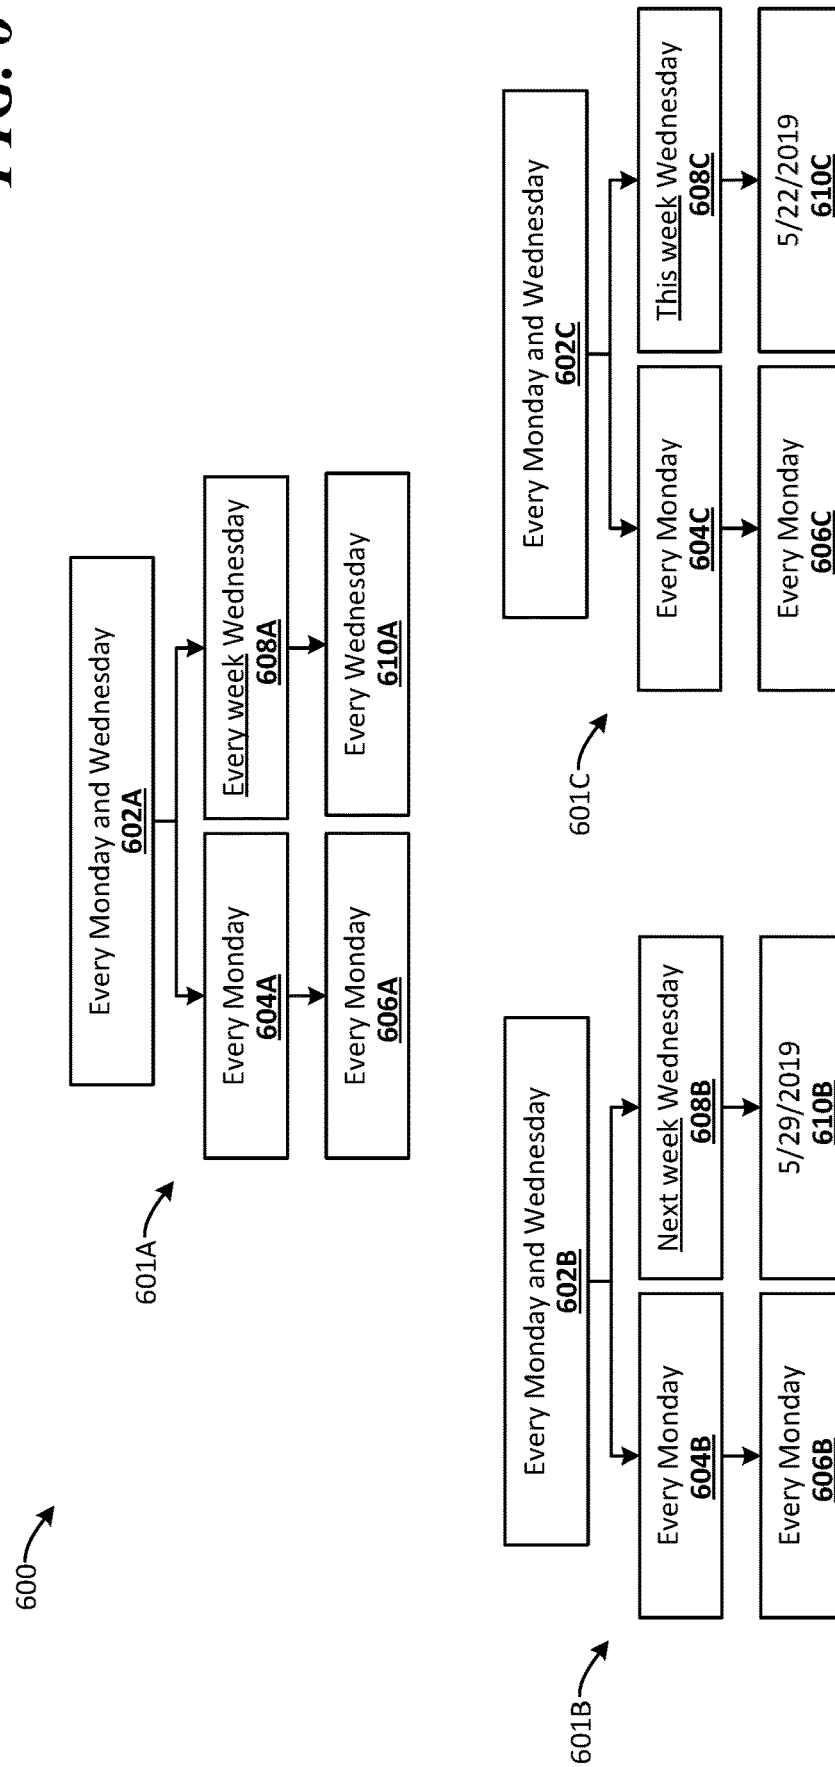 FIG. 6
600
601A
Every Monday and Wednesday
602A
Every Monday
604A
Every week Wednesday
608A
Every Monday
606A
Every Wednesday
610A
601B
Every Monday and Wednesday
602B
Every Monday
604B
Next week Wednesday
608B
Every Monday
606B
5/29/2019
610B
601C
Every Monday and Wednesday
602C
Every Monday
604C
This week Wednesday
608C
Every Monday
606C
5/22/2019
610C